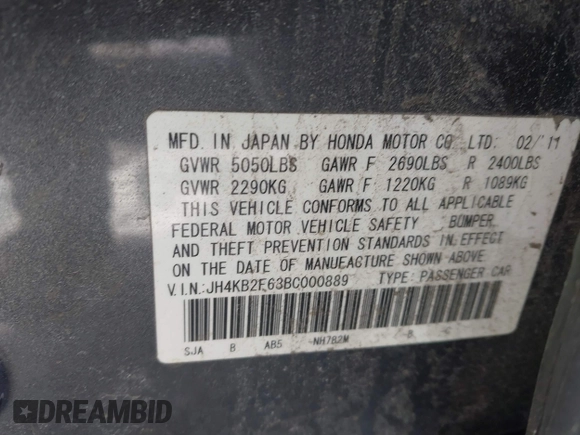 MFD. IN JAPAN BY HONDA MOTOR CO., LTD. 02/'11
GVWR 5050LBS GAWR F 2690LBS R 2400LBS
GVWR 2290KG GAWR F 1220KG R 1089KG
THIS VEHICLE CONFORMS TO ALL APPLICABLE
FEDERAL MOTOR VEHICLE SAFETY, BUMPER,
AND THEFT PREVENTION STANDARDS IN EFFECT
ON THE DATE OF MANUFACTURE SHOWN ABOVE.
V.I.N.:JH4KB2F63BC000889 TYPE: PASSENGER CAR
SJA B AB5 -NH782M B
DREAMBID